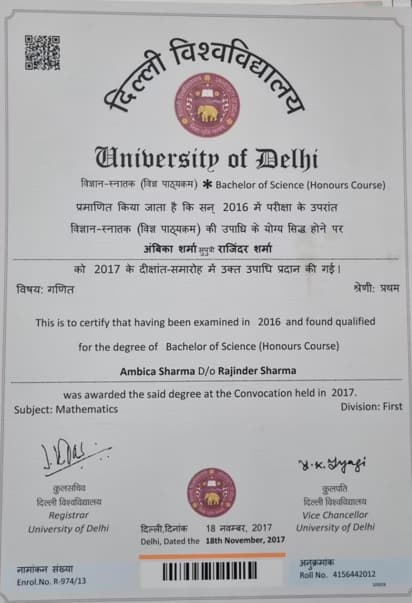 दिल्ली विश्वविद्यालय
University of Delhi
विज्ञान-स्नातक (विज्ञ पाठ्यक्रम) * Bachelor of Science (Honours Course)
प्रमाणित किया जाता है कि सन् 2016 में परीक्षा के उपरांत
विज्ञान-स्नातक (विज्ञ पाठ्यक्रम) की उपाधि के योग्य सिद्ध होने पर
अंबिका शर्मा सुपुत्री राजिंदर शर्मा
को 2017 के दीक्षांत-समारोह में उक्त उपाधि प्रदान की गई।
विषय: गणित श्रेणी: प्रथम
This is to certify that having been examined in 2016 and found qualified
for the degree of Bachelor of Science (Honours Course)
Ambica Sharma D/o Rajinder Sharma
was awarded the said degree at the Convocation held in 2017.
Subject: Mathematics Division: First
कुलसचिव
दिल्ली विश्वविद्यालय
Registrar
University of Delhi
दिल्ली,दिनांक 18 नवम्बर, 2017
Delhi, Dated the 18th November, 2017
कुलपति
दिल्ली विश्वविद्यालय
Vice Chancellor
University of Delhi
नामांकन संख्या
Enrol.No. R-974/13
अनुक्रमांक
Roll No. 4156442012